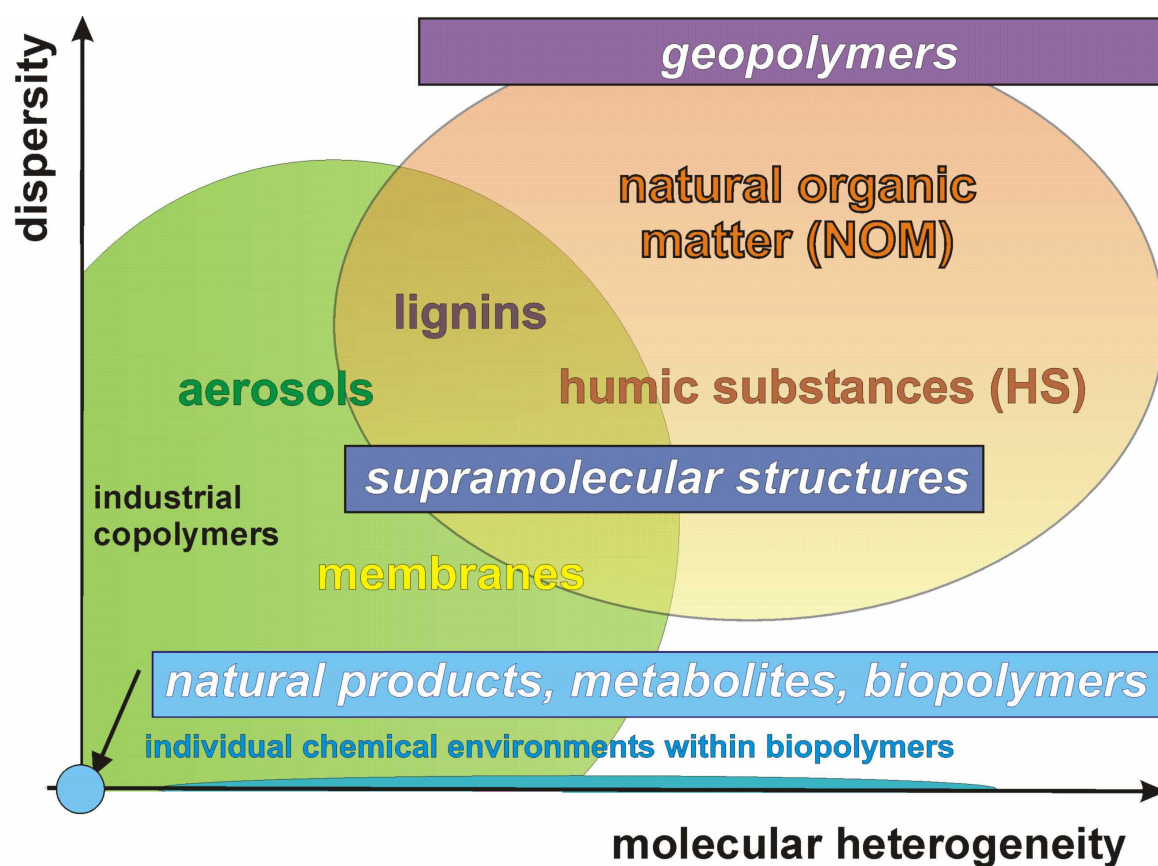 dispersity
geopolymers
natural organic
matter (NOM)
lignins
aerosols
humic substances (HS)
supramolecular structures
industrial
copolymers
membranes
natural products, metabolites, biopolymers
individual chemical environments within biopolymers
molecular heterogeneity